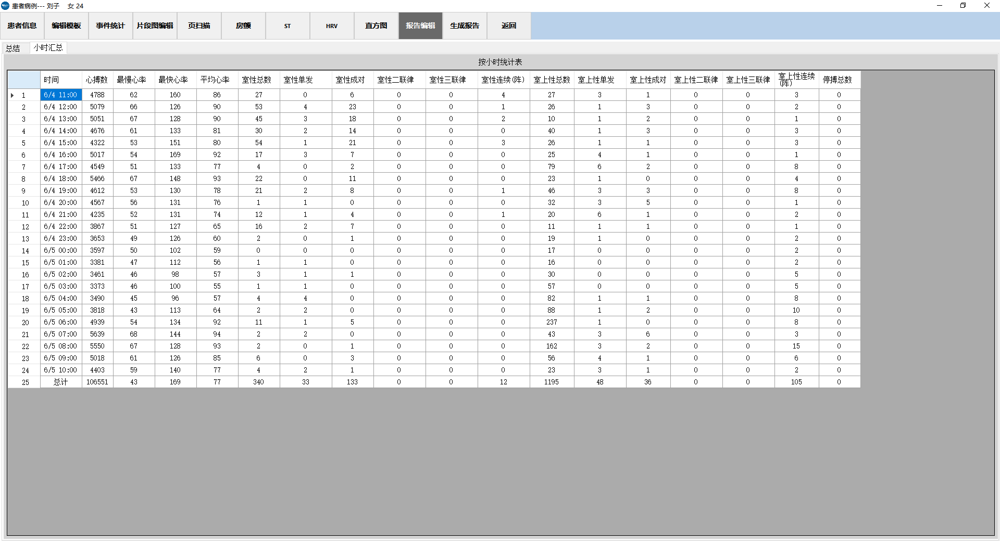 患者病例--- 刘子 女 24
患者信息 编辑模板 事件统计 片段图编辑 页扫描 房颤 ST HRV 直方图 报告编辑 生成报告 返回
总结 小时汇总
按小时统计表
时间 心搏数 最慢心率 最快心率 平均心率 室性总数 室性单发 室性成对 室性二联律 室性三联律 室性连续(阵) 室上性总数 室上性单发 室上性成对 室上性二联律 室上性三联律 室上性连续(阵) 停搏总数
1 6/4 11:00 4788 62 160 86 27 0 6 0 0 4 27 3 1 0 0 3 0
2 6/4 12:00 5079 66 126 90 53 4 23 0 0 1 26 1 3 0 0 2 0
3 6/4 13:00 5051 67 128 90 45 3 18 0 0 2 10 1 2 0 0 1 0
4 6/4 14:00 4676 61 133 81 30 2 14 0 0 0 40 1 3 0 0 3 0
5 6/4 15:00 4322 53 151 80 54 1 21 0 0 3 26 1 1 0 0 3 0
6 6/4 16:00 5017 54 169 92 17 3 7 0 0 0 25 4 1 0 0 1 0
7 6/4 17:00 4549 51 133 77 4 0 2 0 0 0 79 6 2 0 0 8 0
8 6/4 18:00 5466 67 148 93 22 0 11 0 0 0 23 1 0 0 0 4 0
9 6/4 19:00 4612 53 130 78 21 2 8 0 0 1 46 3 3 0 0 8 0
10 6/4 20:00 4567 56 131 76 1 1 0 0 0 0 32 3 5 0 0 1 0
11 6/4 21:00 4235 52 131 74 12 1 4 0 0 1 20 6 1 0 0 2 0
12 6/4 22:00 3867 51 127 65 16 2 7 0 0 0 11 1 1 0 0 1 0
13 6/4 23:00 3653 49 126 60 2 0 1 0 0 0 19 1 0 0 0 2 0
14 6/5 00:00 3597 50 102 59 0 0 0 0 0 0 17 0 0 0 0 2 0
15 6/5 01:00 3381 47 112 56 1 1 0 0 0 0 16 0 0 0 0 2 0
16 6/5 02:00 3461 46 98 57 3 1 1 0 0 0 30 0 0 0 0 5 0
17 6/5 03:00 3373 46 100 55 1 1 0 0 0 0 57 0 0 0 0 5 0
18 6/5 04:00 3490 45 96 57 4 4 0 0 0 0 82 1 1 0 0 8 0
19 6/5 05:00 3818 43 113 64 2 2 0 0 0 0 88 1 2 0 0 10 0
20 6/5 06:00 4939 54 134 92 11 1 5 0 0 0 237 1 0 0 0 8 0
21 6/5 07:00 5639 68 144 94 2 2 0 0 0 0 43 3 6 0 0 3 0
22 6/5 08:00 5550 67 128 93 2 0 1 0 0 0 162 3 2 0 0 15 0
23 6/5 09:00 5018 61 126 85 6 0 3 0 0 0 56 4 1 0 0 6 0
24 6/5 10:00 4403 59 140 77 4 2 1 0 0 0 23 3 1 0 0 2 0
25 总计 106551 43 169 77 340 33 133 0 0 12 1195 48 36 0 0 105 0